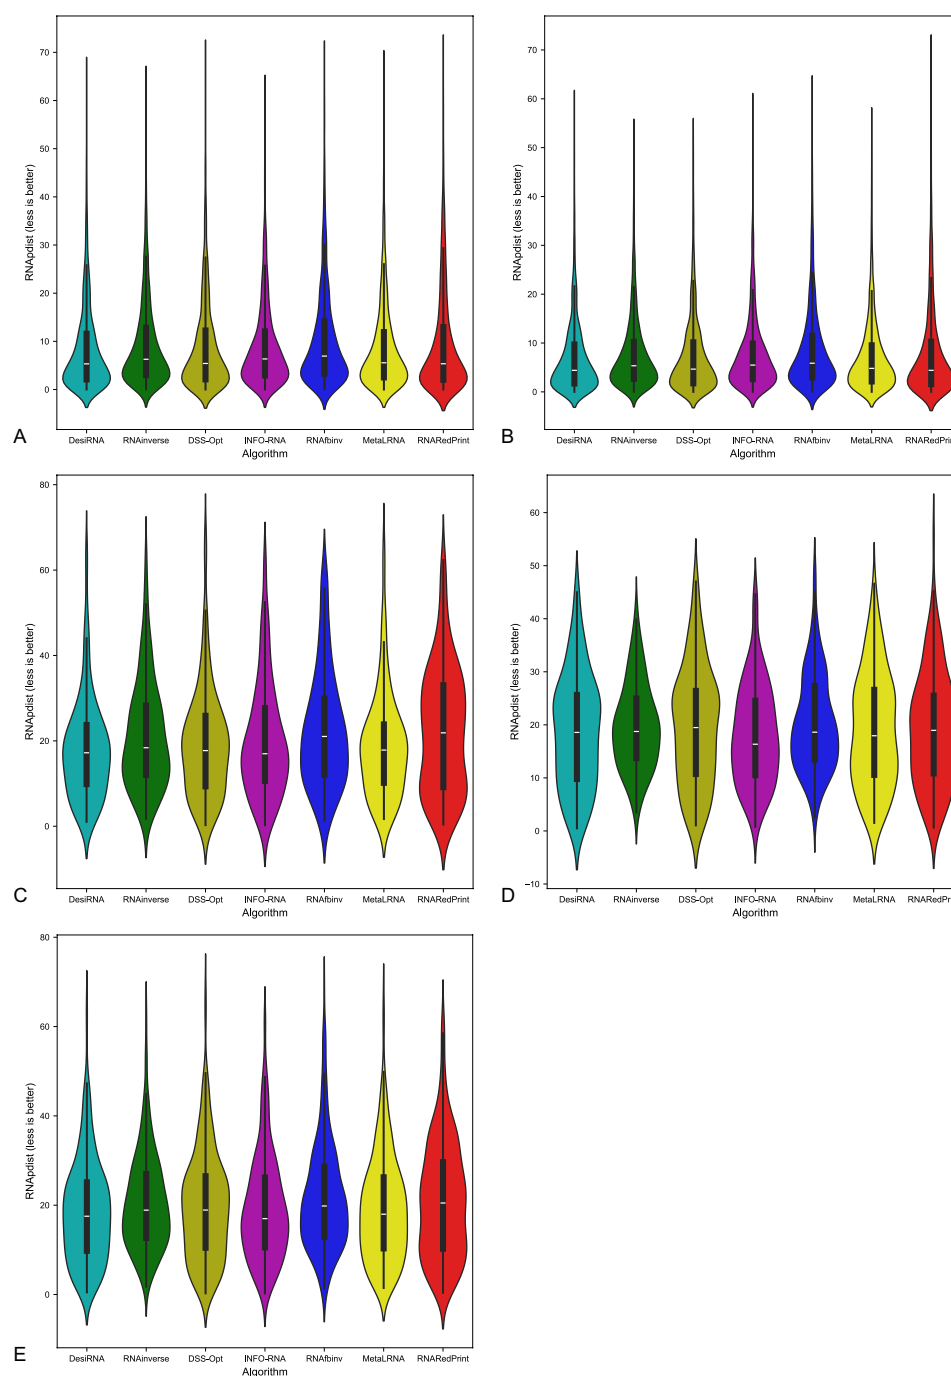 70
60
50
40
30
20
10
0
RNApdist (less is better)
A
DesiRNA RNAinverse DSS-Opt INFO-RNA RNAfbinv MetaLRNA RNARedPrint
Algorithm
70
60
50
40
30
20
10
0
RNApdist (less is better)
B
DesiRNA RNAinverse DSS-Opt INFO-RNA RNAfbinv MetaLRNA RNARedPrin
Algorithm
80
60
40
20
0
RNApdist (less is better)
C
DesiRNA RNAinverse DSS-Opt INFO-RNA RNAfbinv MetaLRNA RNARedPrint
Algorithm
60
50
40
30
20
10
0
−10
RNApdist (less is better)
D
DesiRNA RNAinverse DSS-Opt INFO-RNA RNAfbinv MetaLRNA RNARedPri
Algorithm
80
60
40
20
0
RNApdist (less is better)
E
DesiRNA RNAinverse DSS-Opt INFO-RNA RNAfbinv MetaLRNA RNARedPrint
Algorithm